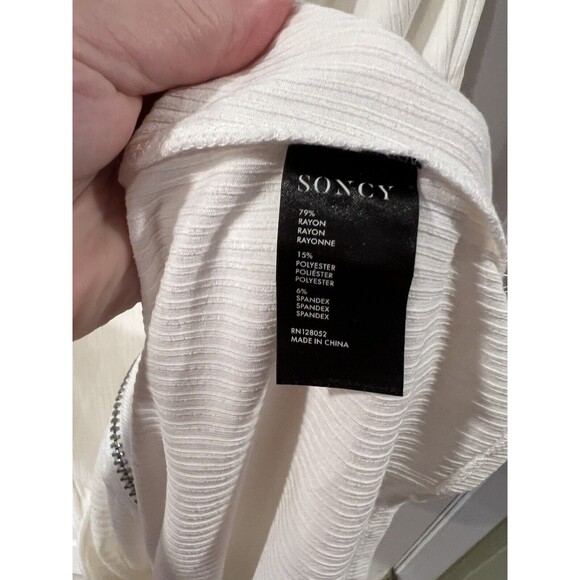 SONCY
79%
RAYON
RAYON
RAYONNE
15%
POLYESTER
POLIÉSTER
POLYESTER
6%
SPANDEX
SPANDEX
SPANDEX
RN128052
MADE IN CHINA